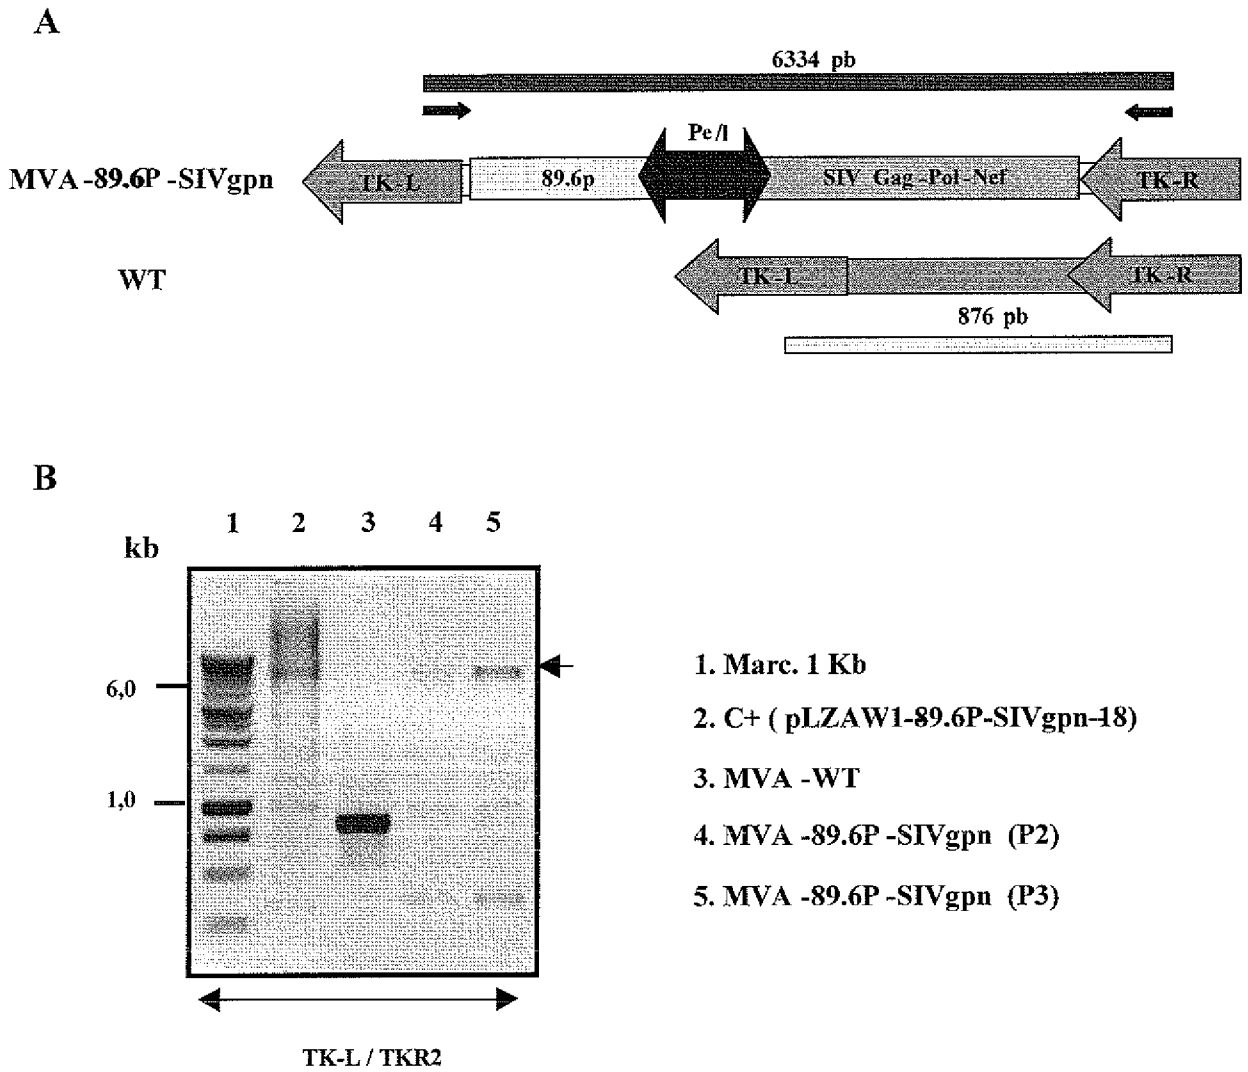 A
6334 pb
Pe/l
MVA -89.6P -SIVgpn
TK-L
89.6p
SIV Gag-Pol-Nef
TK-R
WT
TK-L
TK-R
876 pb
B
1 2 3 4 5
kb
6,0
1,0
1. Marc. 1 Kb
2. C+ ( pLZAW1-89.6P-SIVgpn-18)
3. MVA -WT
4. MVA -89.6P -SIVgpn (P2)
5. MVA -89.6P -SIVgpn (P3)
TK-L / TKR2